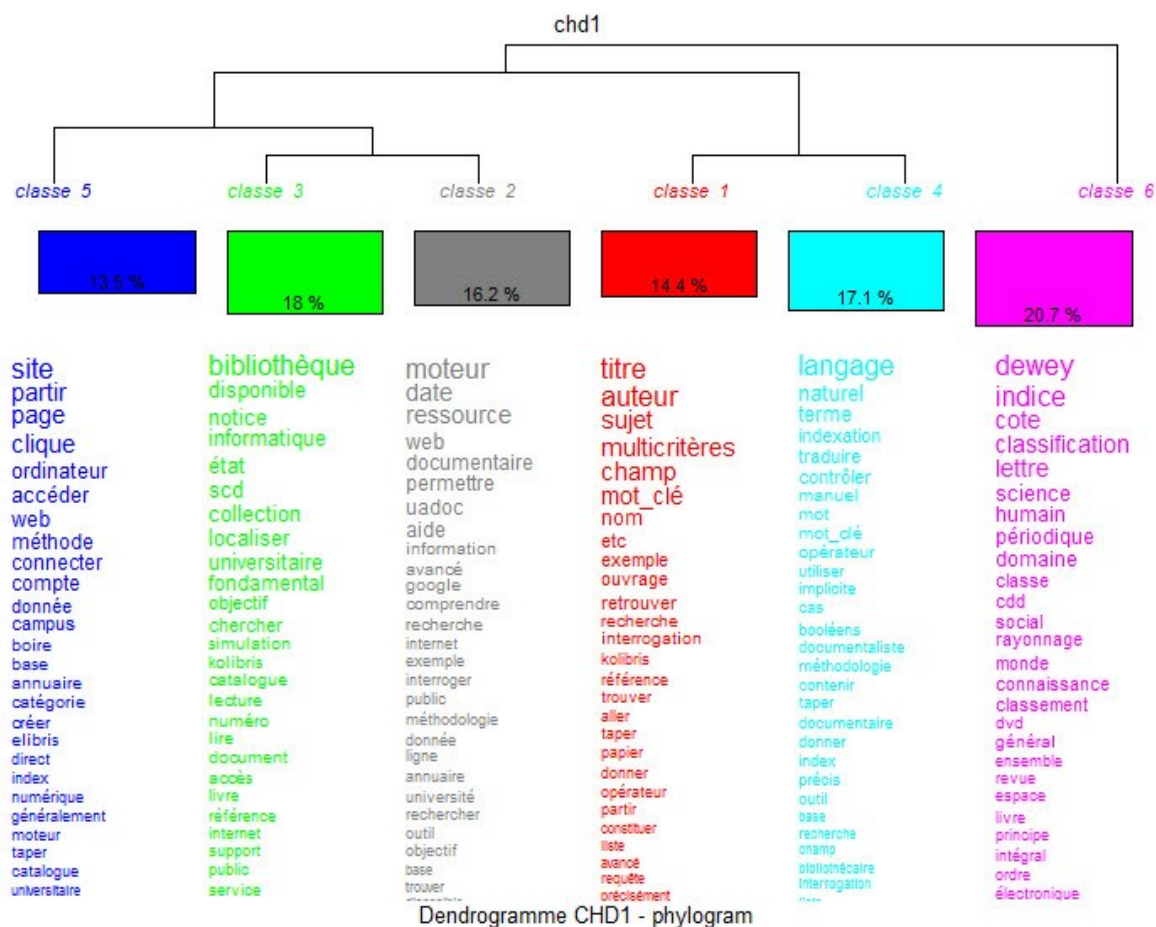 chd1
classe 5
classe 3
classe 2
classe 1
classe 4
classe 6
13.5 %
18 %
16.2 %
14.4 %
17.1 %
20.7 %
site
partir
page
clique
ordinateur
accéder
web
méthode
connecter
compte
donnée
campus
boire
base
annuaire
catégorie
créer
elibris
direct
index
numérique
généralement
moteur
taper
catalogue
universitaire
bibliothèque
disponible
notice
informatique
état
scd
collection
localiser
universitaire
fondamental
objectif
chercher
simulation
kolibris
catalogue
lecture
numéro
lire
document
accès
livre
référence
internet
support
public
service
moteur
date
ressource
web
documentaire
permettre
uadoc
aide
information
avancé
google
comprendre
recherche
internet
exemple
interroger
public
méthodologie
donnée
ligne
annuaire
université
rechercher
outil
objectif
base
trouver
titre
auteur
sujet
multicritères
champ
mot_clé
nom
etc
exemple
ouvrage
retrouver
recherche
interrogation
kolibris
référence
trouver
aller
taper
papier
donner
opérateur
partir
constituer
liste
avancé
requête
précisément
langage
naturel
terme
indexation
traduire
contrôler
manuel
mot
mot_clé
opérateur
utiliser
implicite
cas
booléens
documentaliste
méthodologie
contenir
taper
documentaire
donner
index
précis
outil
base
recherche
champ
bibliothécaire
interrogation
dewey
indice
cote
classification
lettre
science
humain
périodique
domaine
classe
cdd
social
rayonnage
monde
connaissance
classement
dvd
général
ensemble
revue
espace
livre
principe
intégral
ordre
électronique
Dendrogramme CHD1 - phylogram